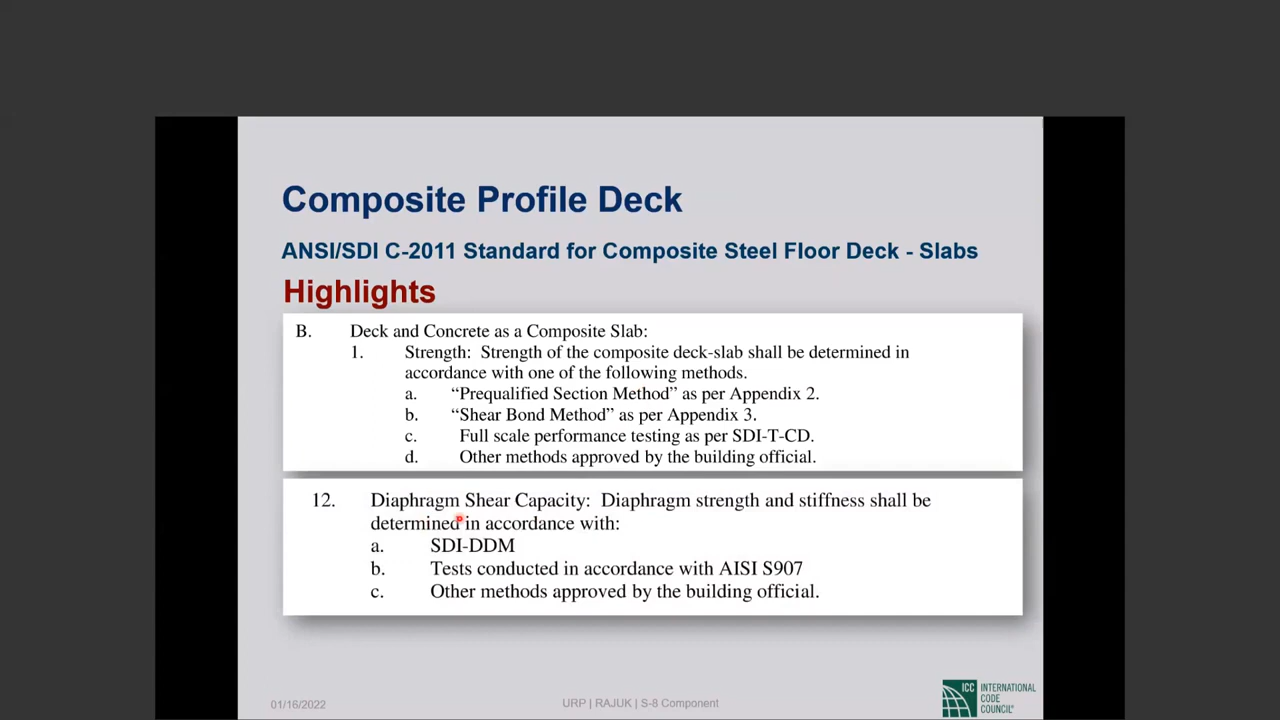 Composite Profile Deck
ANSI/SDI C-2011 Standard for Composite Steel Floor Deck - Slabs
Highlights
B. Deck and Concrete as a Composite Slab:
1. Strength: Strength of the composite deck-slab shall be determined in
accordance with one of the following methods.
a. “Prequalified Section Method” as per Appendix 2.
b. “Shear Bond Method” as per Appendix 3.
c. Full scale performance testing as per SDI-T-CD.
d. Other methods approved by the building official.
12. Diaphragm Shear Capacity: Diaphragm strength and stiffness shall be
determined in accordance with:
a. SDI-DDM
b. Tests conducted in accordance with AISI S907
c. Other methods approved by the building official.
01/16/2022
URP | RAJUK | S-8 Component
ICC
INTERNATIONAL
CODE
COUNCIL®